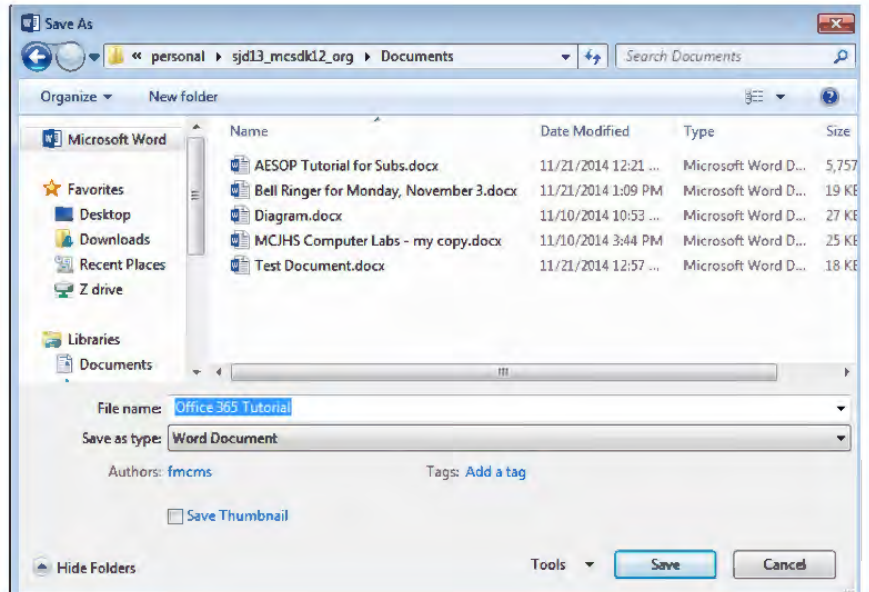 Save As
« personal ▸ sjd13_mcsdk12_org ▸ Documents Search Documents
Organize New folder
Microsoft Word
Favorites
Desktop
Downloads
Recent Places
Z drive
Libraries
Documents
Name Date Modified Type Size
AESOP Tutorial for Subs.docx 11/21/2014 12:21 ... Microsoft Word D... 5,757
Bell Ringer for Monday, November 3.docx 11/21/2014 1:09 PM Microsoft Word D... 19 KB
Diagram.docx 11/10/2014 10:53 ... Microsoft Word D... 27 KB
MCJHS Computer Labs - my copy.docx 11/10/2014 3:44 PM Microsoft Word D... 25 KB
Test Document.docx 11/21/2014 12:57 ... Microsoft Word D... 18 KB
File name: Office 365 Tutorial
Save as type: Word Document
Authors: fmcms Tags: Add a tag
Save Thumbnail
Hide Folders Tools Save Cancel